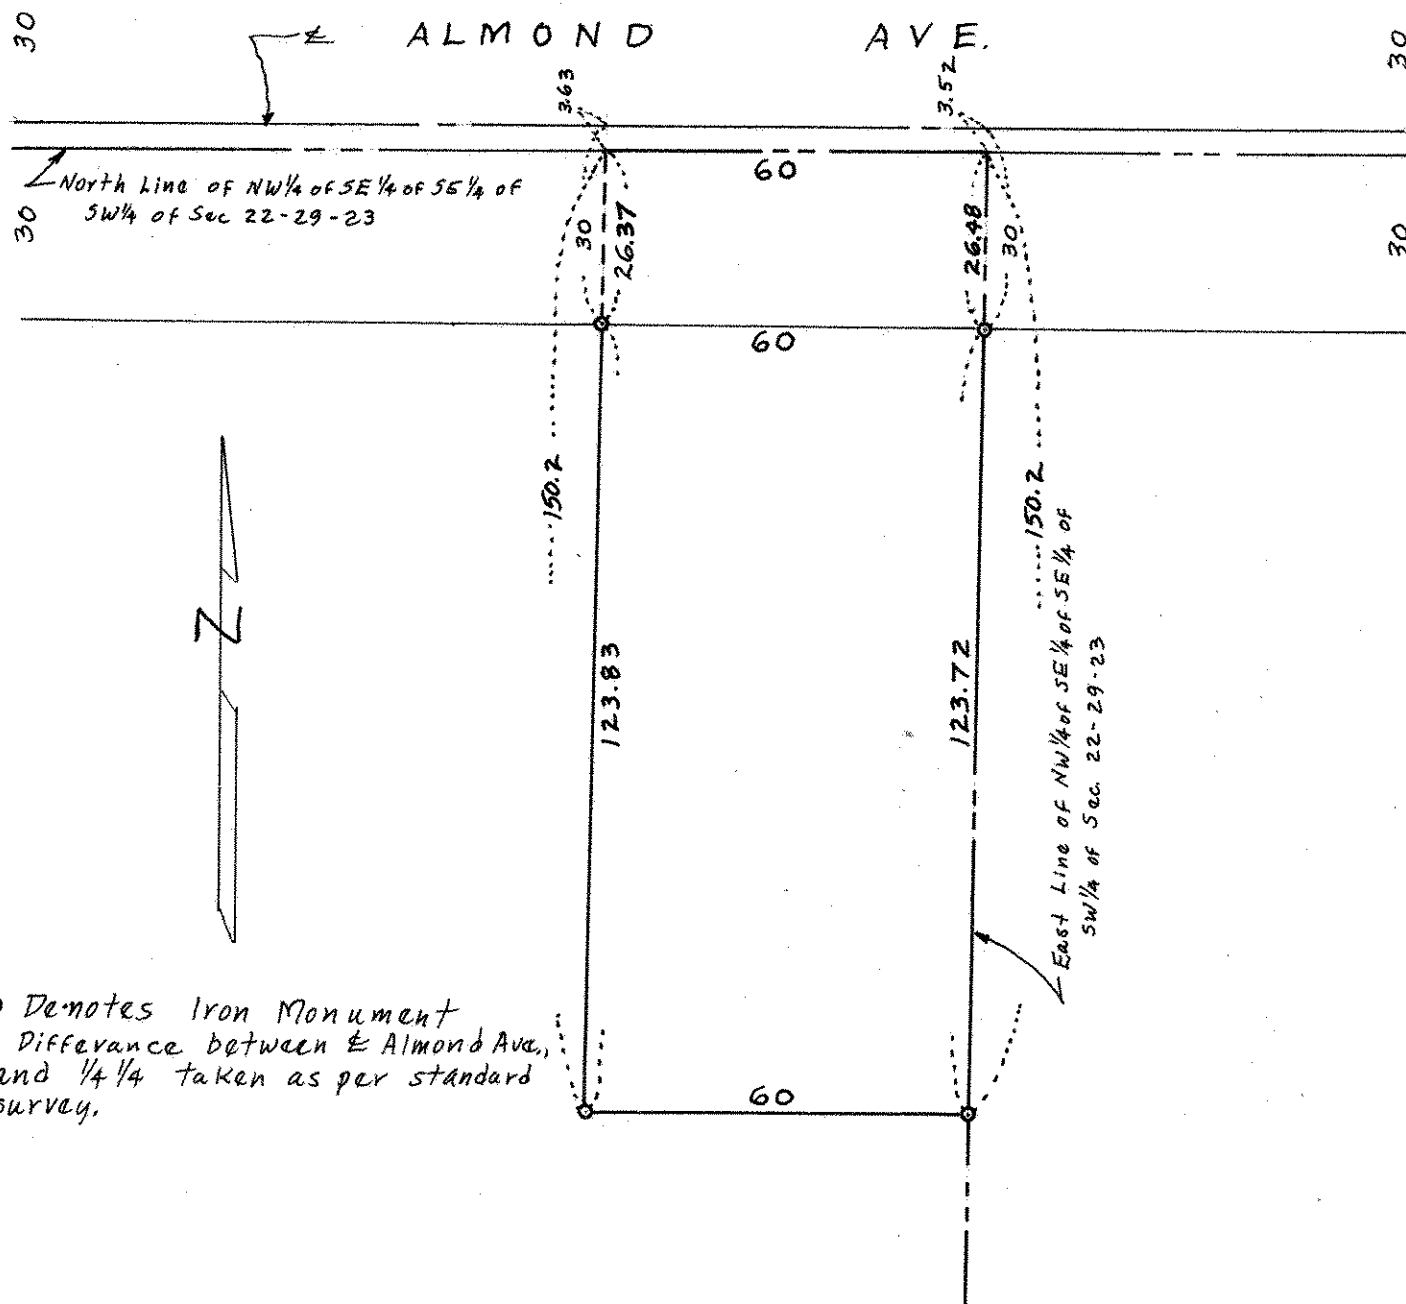 30
℄ ALMOND AVE.
30
3.63
3.52
60
North Line of NW¼ of SE¼ of SE¼ of
SW¼ of Sec 22-29-23
30
30
26.37
26.48
30
30
60
150.2
150.2
123.83
123.72
East Line of NW¼ of SE¼ of SE¼ of
SW¼ of Sec. 22-29-23
N
Denotes Iron Monument
Differance between ℄ Almond Ave.,
and ¼ ¼ taken as per standard
survey.
60